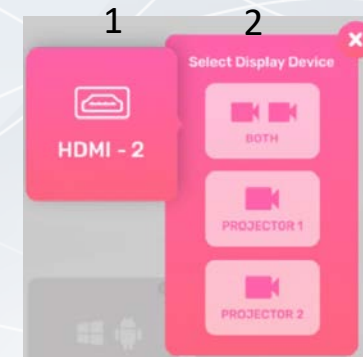 1
2
HDMI - 2
Select Display Device
BOTH
PROJECTOR 1
PROJECTOR 2